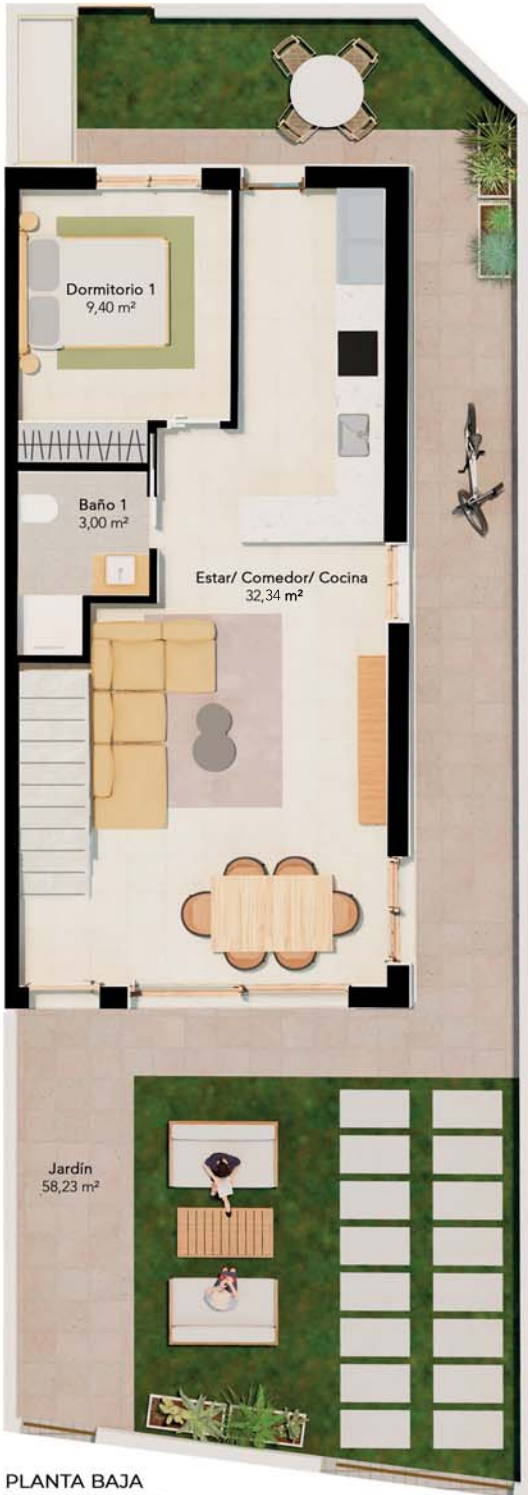 Dormitorio 1
9,40 m²
Baño 1
3,00 m²
Estar/ Comedor/ Cocina
32,34 m²
Jardín
58,23 m²
PLANTA BAJA